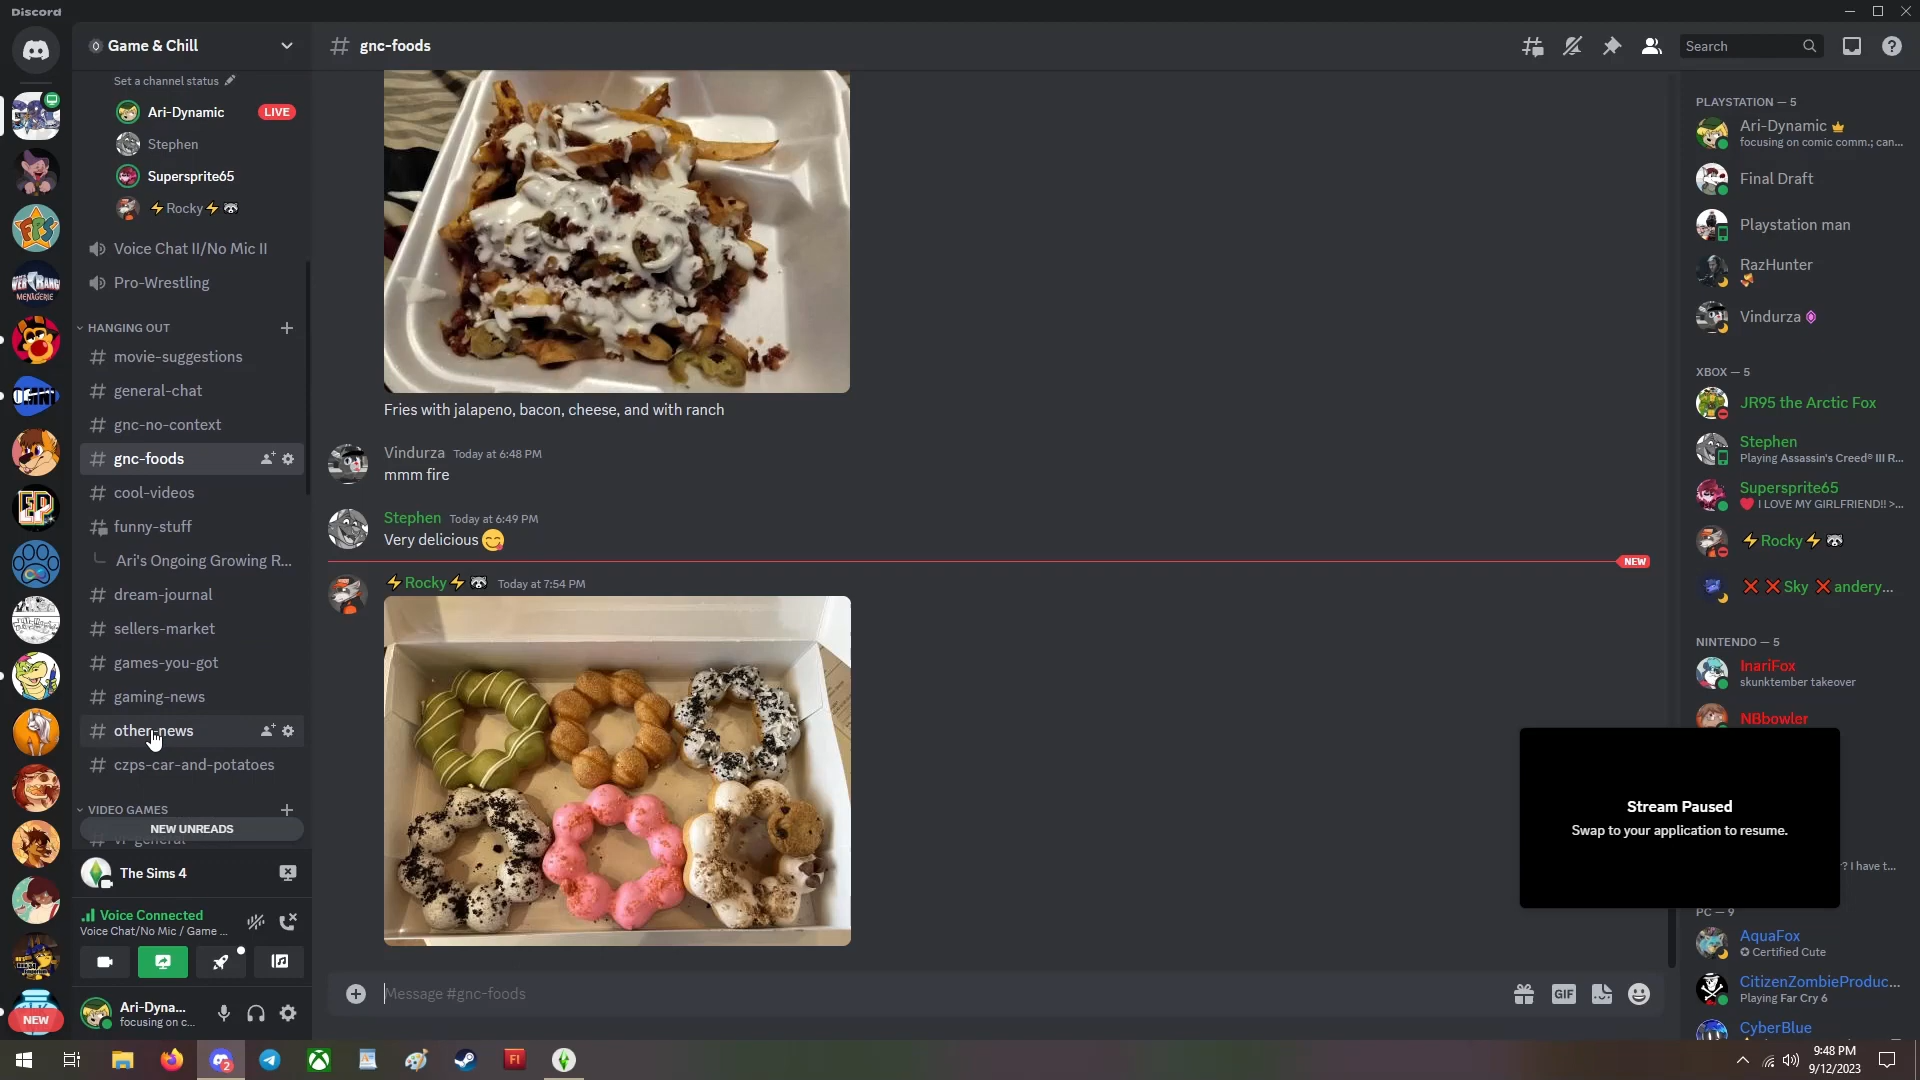 Discord
Game & Chill
gnc-foods
Search
Set a channel status
Ari-Dynamic
LIVE
Stephen
Supersprite65
⚡Rocky⚡🦝
Voice Chat II/No Mic II
Pro-Wrestling
HANGING OUT
movie-suggestions
general-chat
gnc-no-context
gnc-foods
cool-videos
funny-stuff
Ari's Ongoing Growing R...
dream-journal
sellers-market
games-you-got
gaming-news
other-news
czps-car-and-potatoes
VIDEO GAMES
NEW UNREADS
The Sims 4
Voice Connected
Voice Chat/No Mic / Game ...
Ari-Dyna...
focusing on c...
NEW
Fries with jalapeno, bacon, cheese, and with ranch
Vindurza Today at 6:48 PM
mmm fire
Stephen Today at 6:49 PM
Very delicious 😋
NEW
⚡Rocky⚡🦝 Today at 7:54 PM
Message #gnc-foods
GIF
PLAYSTATION — 5
Ari-Dynamic
focusing on comic comm.; can...
Final Draft
Playstation man
RazHunter
Vindurza
XBOX — 5
JR95 the Arctic Fox
Stephen
Playing Assassin's Creed® III R...
Supersprite65
❤ I LOVE MY GIRLFRIEND!! >...
⚡Rocky⚡🦝
❌ ❌Sky ❌andery...
NINTENDO — 5
InariFox
skunktember takeover
NBbowler
Stream Paused
Swap to your application to resume.
? I have t...
PC — 9
AquaFox
Certified Cute
CitizenZombieProduc...
Playing Far Cry 6
CyberBlue
9:48 PM
9/12/2023